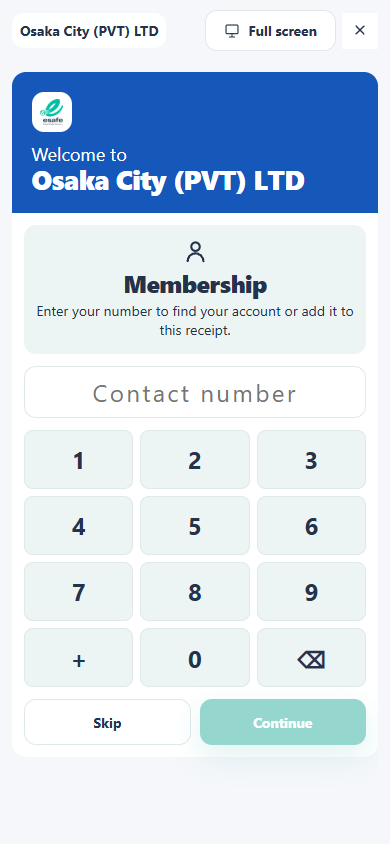 Osaka City (PVT) LTD
Full screen
×
esafe
Welcome to
Osaka City (PVT) LTD
Membership
Enter your number to find your account or add it to
this receipt.
Contact number
1 2 3
4 5 6
7 8 9
+ 0 ⌫
Skip
Continue